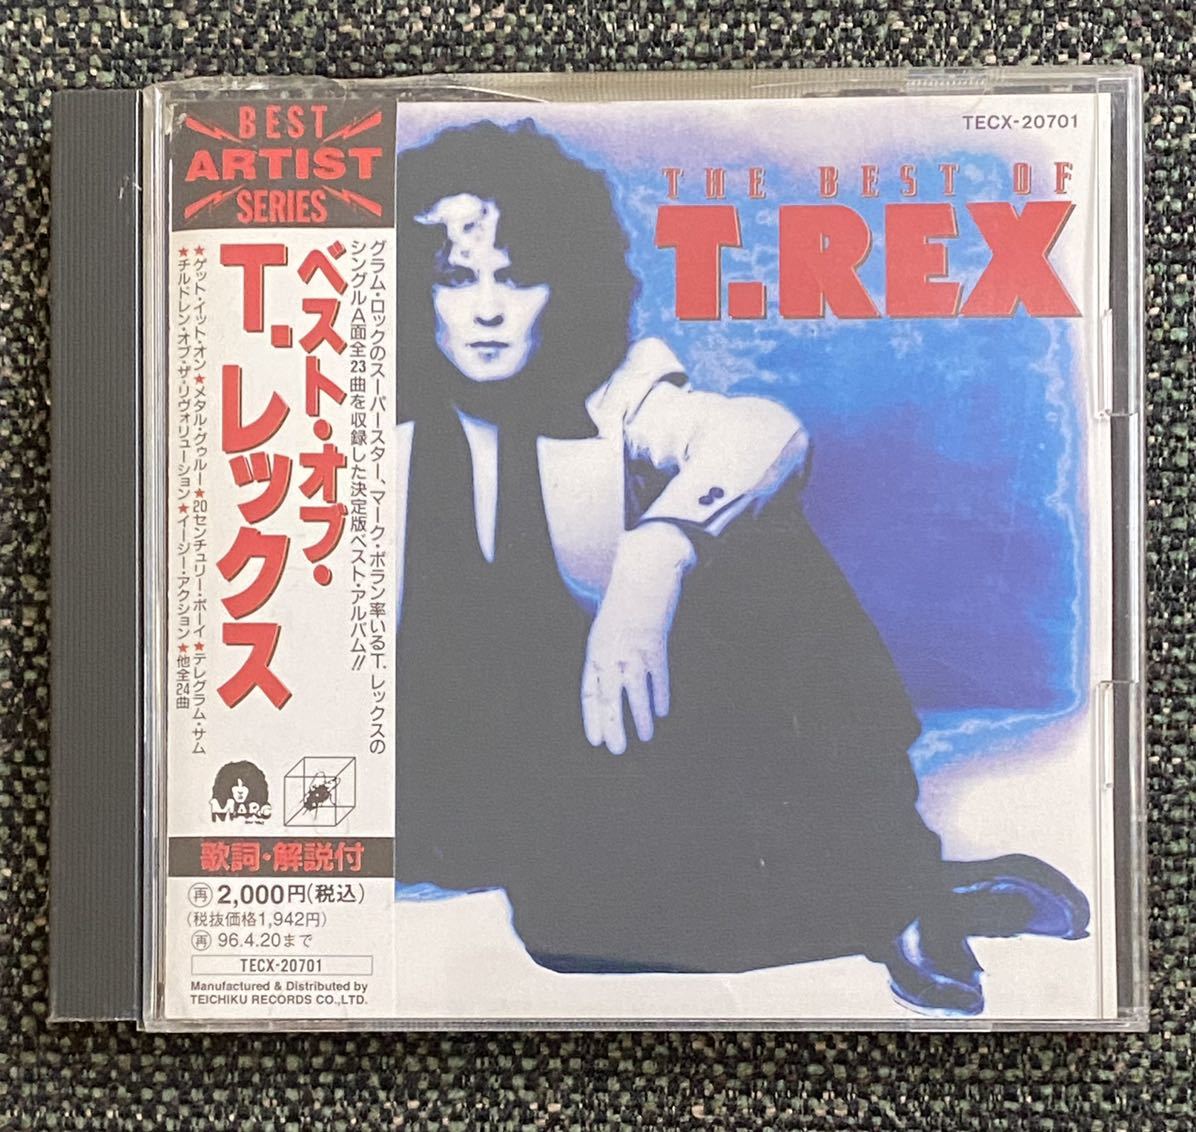 BEST
ARTIST
SERIES
ベスト・オブ・
T.レックス
グラム・ロックのスーパースター、マーク・ボラン率いるT.レックスの
シングルA面全23曲を収録した決定版ベスト・アルバム!!
★ゲット・イット・オン★メタル・グゥルー★20センチュリー・ボーイ★テレグラム・サム
★チルドレン・オブ・ザ・リヴォリューション★イージー・アクション★他全24曲
MARC
歌詞・解説付
再 2,000円(税込)
(税抜価格1,942円)
再 96.4.20まで
TECX-20701
Manufactured & Distributed by
TEICHIKU RECORDS CO.,LTD.
TECX-20701
THE BEST OF
T.REX